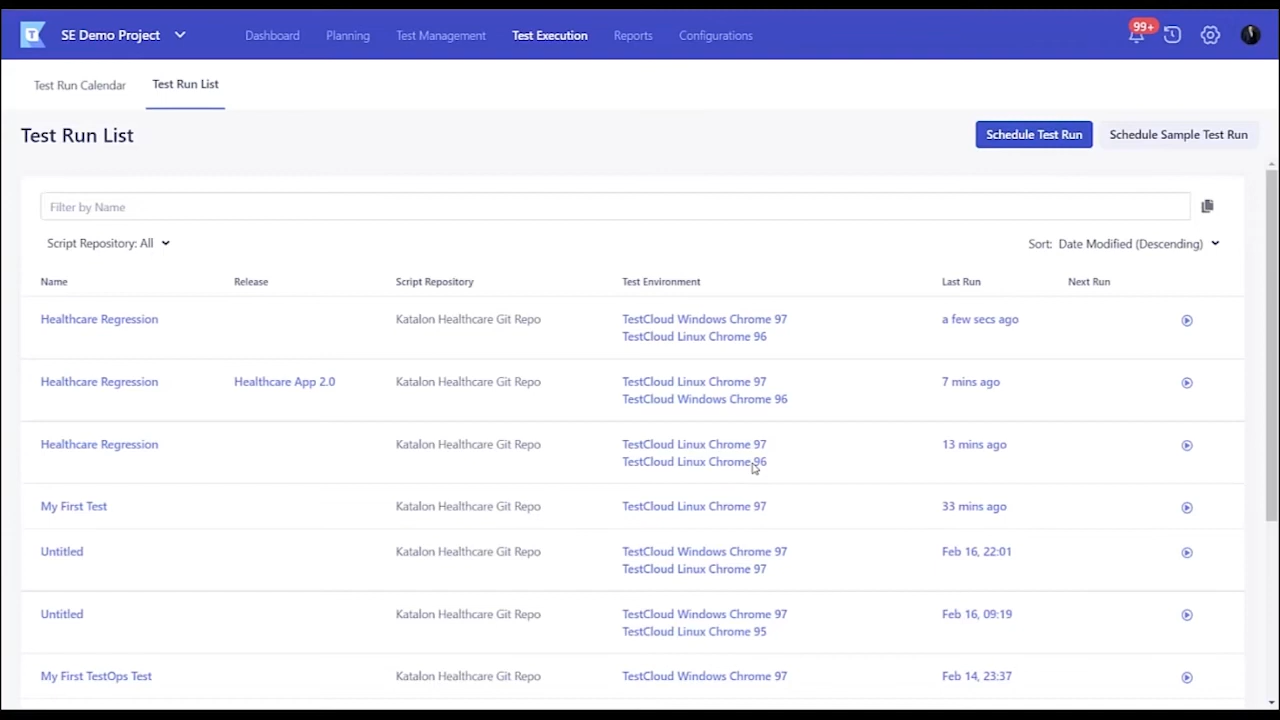 T SE Demo Project Dashboard Planning Test Management Test Execution Reports Configurations 99+
Test Run Calendar Test Run List
Test Run List Schedule Test Run Schedule Sample Test Run
Filter by Name
Script Repository: All Sort: Date Modified (Descending)
Name Release Script Repository Test Environment Last Run Next Run
Healthcare Regression Katalon Healthcare Git Repo TestCloud Windows Chrome 97 a few secs ago
TestCloud Linux Chrome 96
Healthcare Regression Healthcare App 2.0 Katalon Healthcare Git Repo TestCloud Linux Chrome 97 7 mins ago
TestCloud Windows Chrome 96
Healthcare Regression Katalon Healthcare Git Repo TestCloud Linux Chrome 97 13 mins ago
TestCloud Linux Chrome 96
My First Test Katalon Healthcare Git Repo TestCloud Linux Chrome 97 33 mins ago
Untitled Katalon Healthcare Git Repo TestCloud Windows Chrome 97 Feb 16, 22:01
TestCloud Linux Chrome 97
Untitled Katalon Healthcare Git Repo TestCloud Windows Chrome 97 Feb 16, 09:19
TestCloud Linux Chrome 95
My First TestOps Test Katalon Healthcare Git Repo TestCloud Windows Chrome 97 Feb 14, 23:37